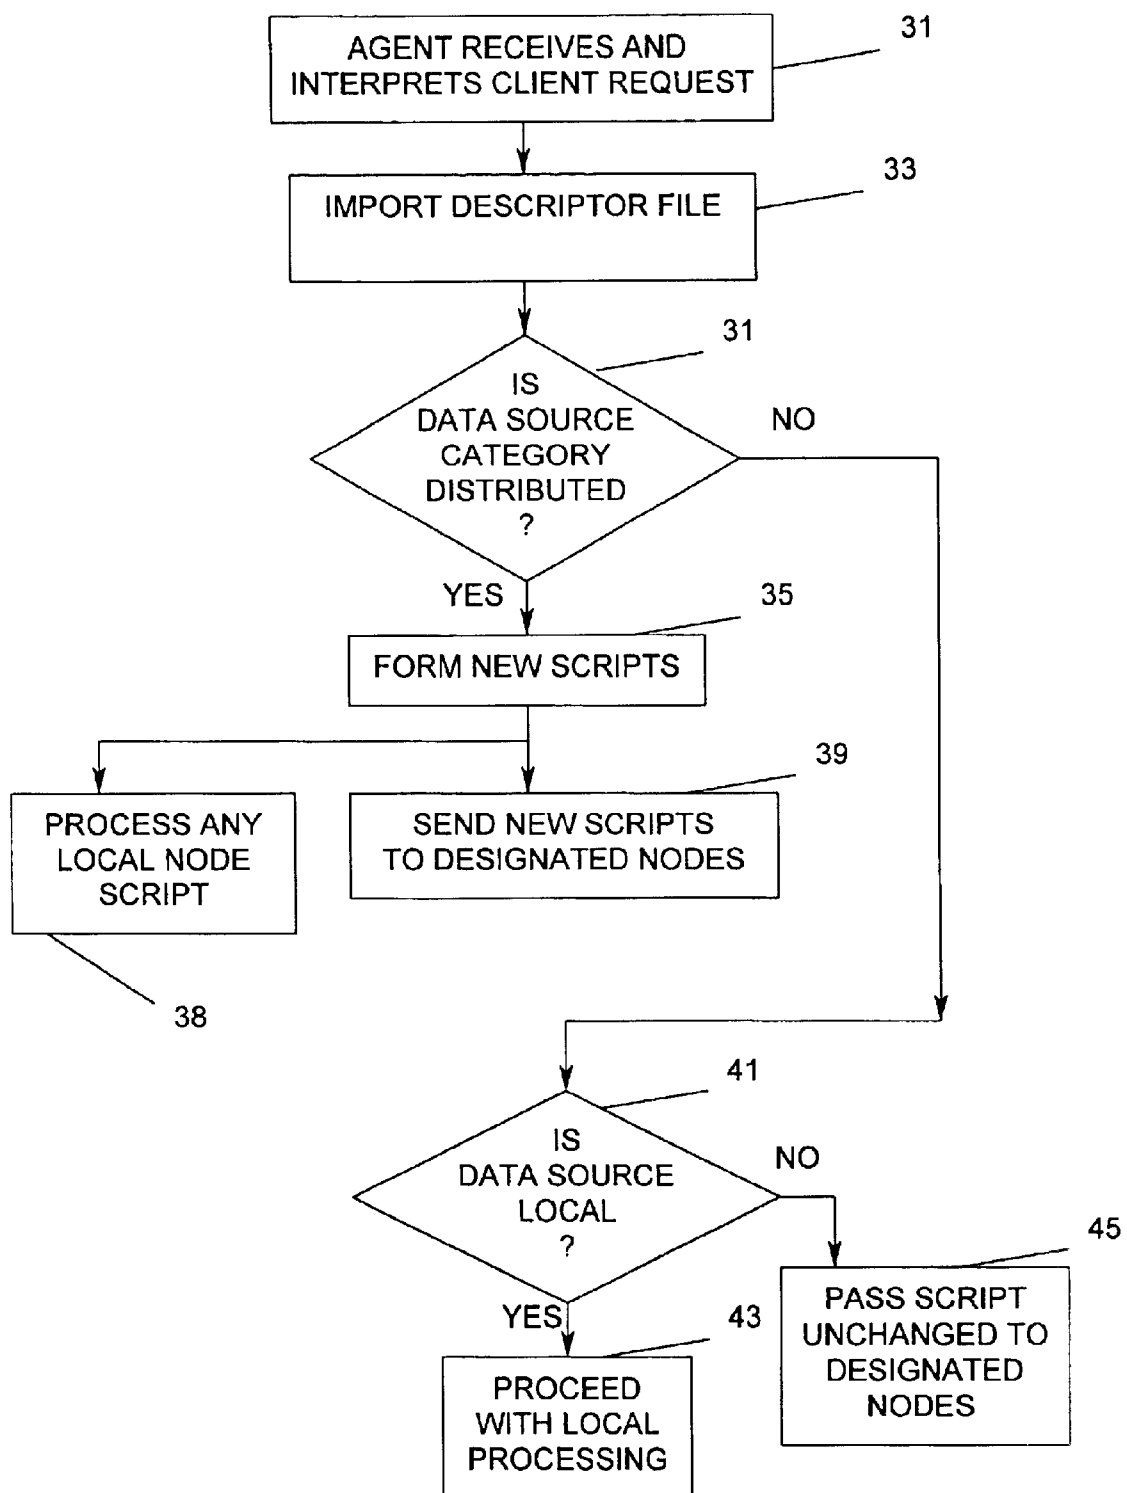 AGENT RECEIVES AND
INTERPRETS CLIENT REQUEST
31
IMPORT DESCRIPTOR FILE
33
31
IS
DATA SOURCE
CATEGORY
DISTRIBUTED
?
NO
YES
35
FORM NEW SCRIPTS
39
PROCESS ANY
LOCAL NODE
SCRIPT
SEND NEW SCRIPTS
TO DESIGNATED NODES
38
41
IS
DATA SOURCE
LOCAL
?
NO
45
YES
43
PASS SCRIPT
UNCHANGED TO
DESIGNATED
NODES
PROCEED
WITH LOCAL
PROCESSING